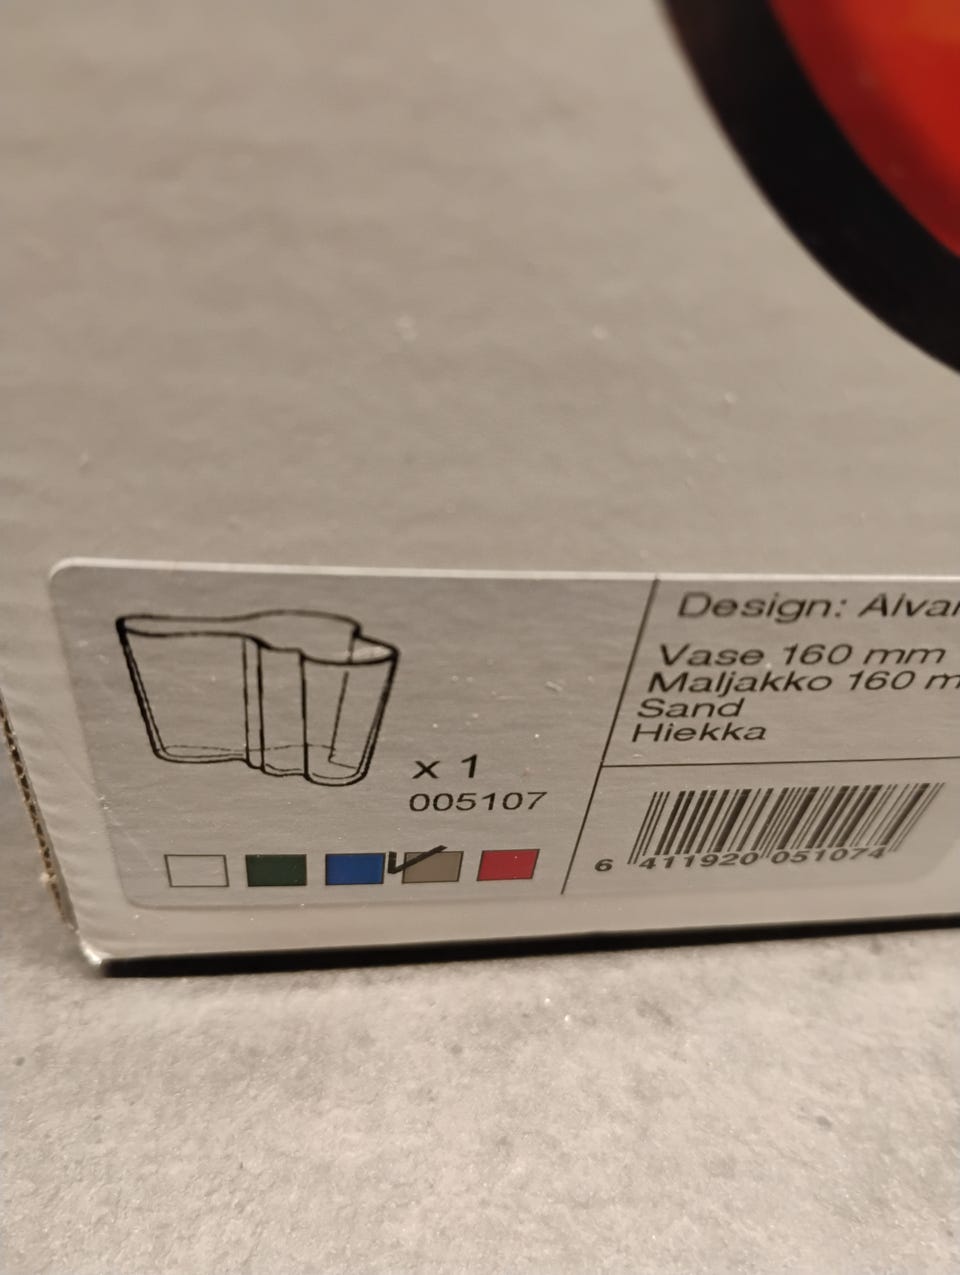 x 1
005107
Design: Alvar
Vase 160 mm
Maljakko 160 m
Sand
Hiekka
6 411920 051074